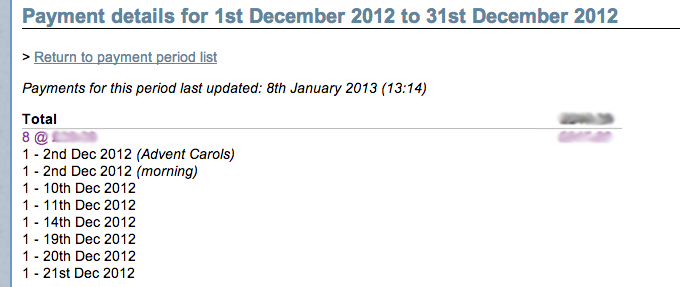 Payment details for 1st December 2012 to 31st December 2012
> Return to payment period list
Payments for this period last updated: 8th January 2013 (13:14)
Total
8 @
1 - 2nd Dec 2012 (Advent Carols)
1 - 2nd Dec 2012 (morning)
1 - 10th Dec 2012
1 - 11th Dec 2012
1 - 14th Dec 2012
1 - 19th Dec 2012
1 - 20th Dec 2012
1 - 21st Dec 2012